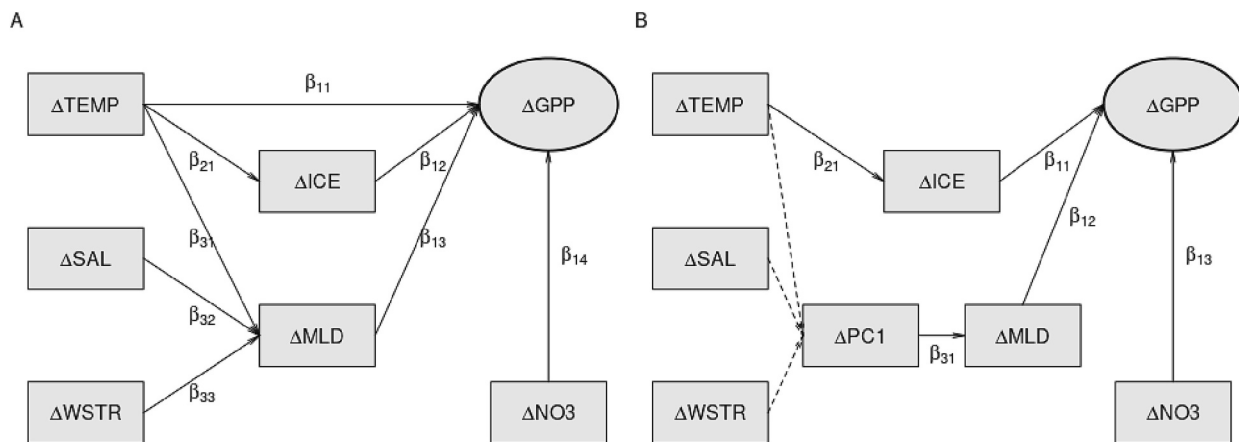 A
B
β11
ΔTEMP
ΔGPP
β21
ΔICE
β12
β31
β13
ΔSAL
β14
β32
ΔMLD
β33
ΔWSTR
ΔNO3
ΔTEMP
ΔGPP
β21
ΔICE
β11
β12
ΔSAL
β13
ΔPC1
ΔMLD
β31
ΔWSTR
ΔNO3